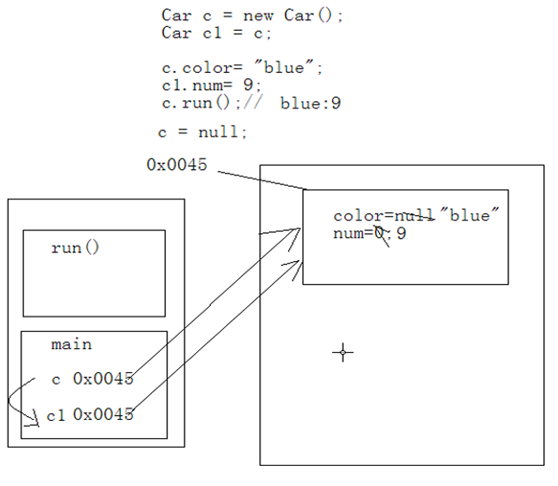 Car c = new Car();
Car c1 = c;
c.color= "blue";
c1.num= 9;
c.run();// blue:9
c = null;
0x0045
color=null "blue"
num=0;9
run()
main
c 0x0045
c1 0x0045